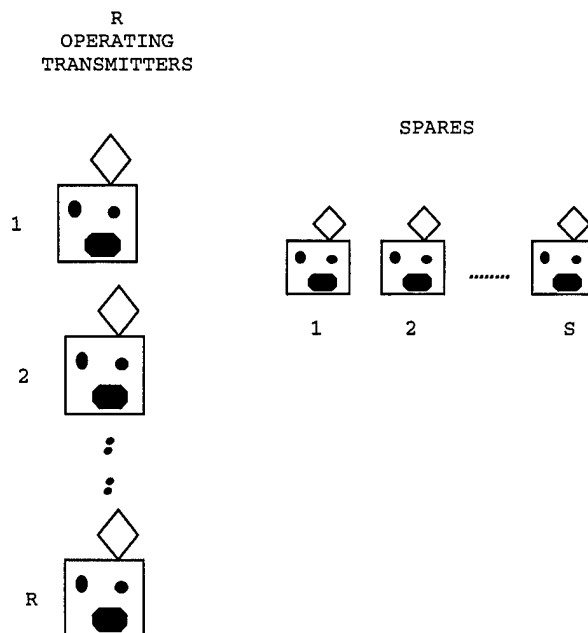 R
OPERATING
TRANSMITTERS
SPARES
1
2
R
1 2 ........ S